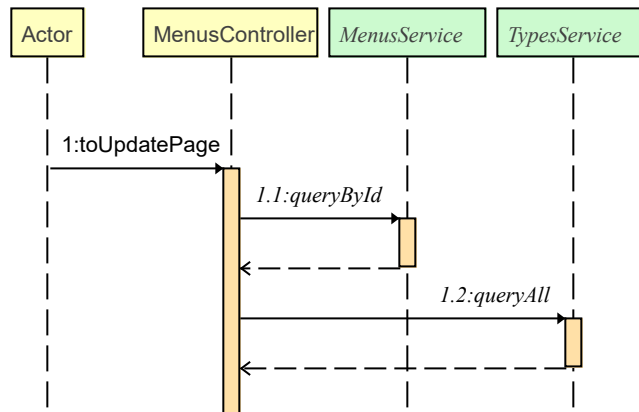 Actor
MenusController
MenusService
TypesService
1:toUpdatePage
1.1:queryById
1.2:queryAll